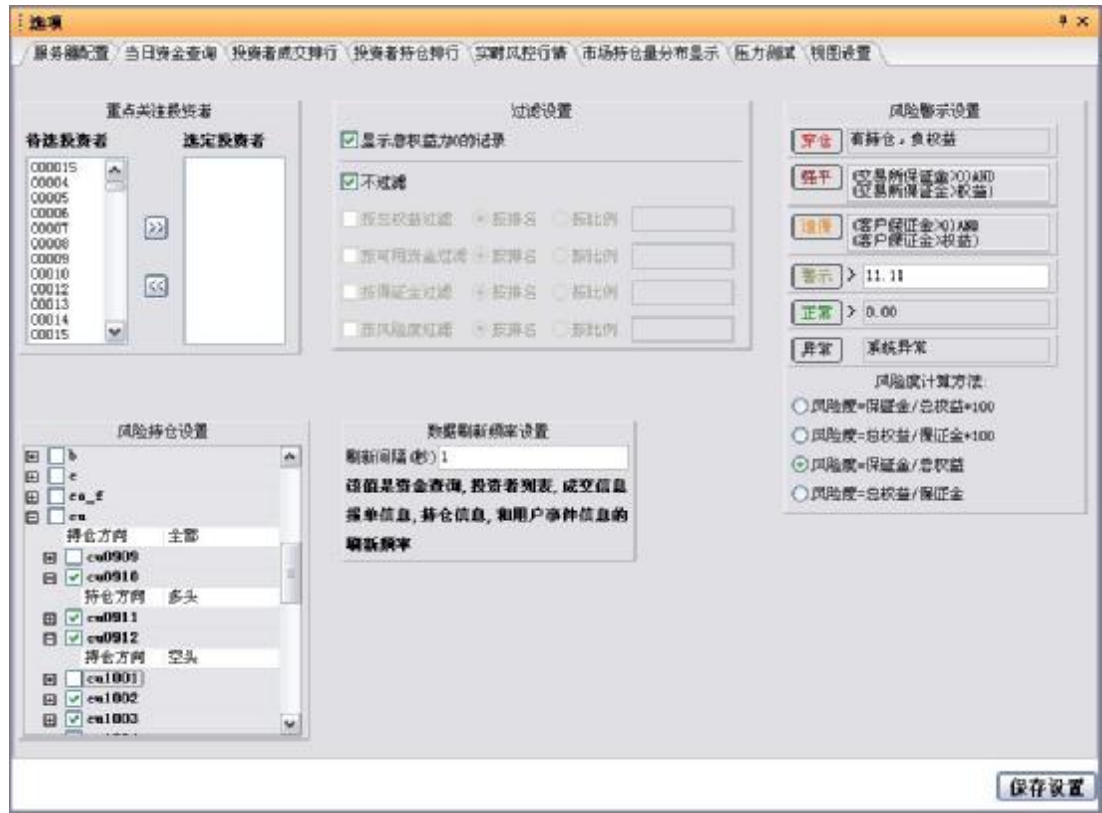 选项
服务器配置 当日资金查询 投资者成交排行 投资者持仓排行 实时风控行情 市场持仓量分布显示 压力测试 视图设置
重点关注投资者
待选投资者 选定投资者
C00015
C0004
C0005
C0006
C0007
C0008
C0009
C0010
C0012
C0013
C0014
C0015
>>
<<
过滤设置
显示总权益为0的记录
不过滤
按总权益过滤 按排名 按比例
按可用资金过滤 按排名 按比例
按保证金过滤 按排名 按比例
按风险度过滤 按排名 按比例
风险警示设置
穿仓 有持仓，负权益
强平 (交易所保证金>0)AND
(交易所保证金>权益)
追保 (客户保证金>0)AND
(客户保证金>权益)
警示 > 11.11
正常 > 0.00
异常 系统异常
风险度计算方法:
风险度=保证金/总权益*100
风险度=总权益/保证金*100
风险度=保证金/总权益
风险度=总权益/保证金
风险持仓设置
b
c
cs_f
cu
持仓方向 全部
cu0909
cu0910
持仓方向 多头
cu0911
cu0912
持仓方向 空头
cu1001
cu1002
cu1003
数据刷新频率设置
刷新间隔(秒) 1
该值是资金查询,投资者列表,成交信息
报单信息,持仓信息,和用户事件信息的
刷新频率
保存设置